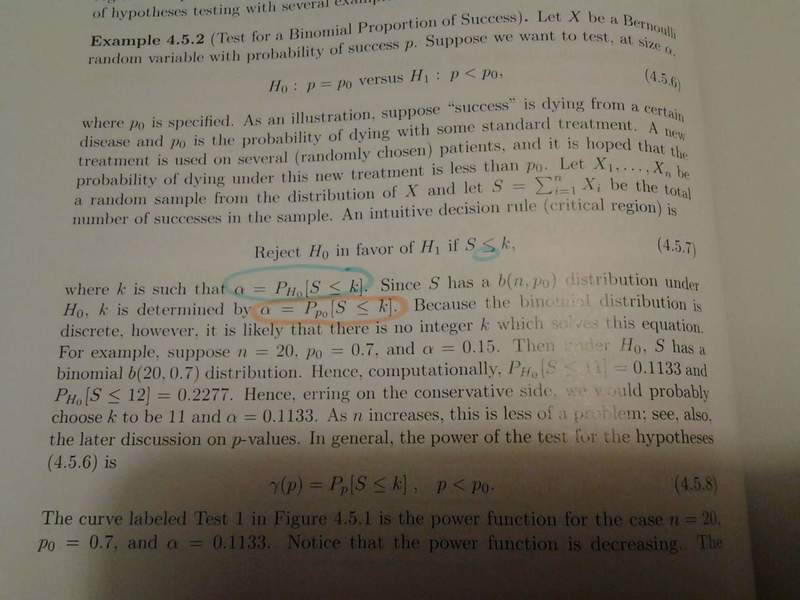 of hypotheses testing with several
Example 4.5.2 (Test for a Binomial Proportion of Success). Let X be a Bernoulli
random variable with probability of success p. Suppose we want to test, at size α,
H₀ : p = p₀ versus H₁ : p < p₀, (4.5.6)
where p₀ is specified. As an illustration, suppose “success” is dying from a certain
disease and p₀ is the probability of dying with some standard treatment. A new
treatment is used on several (randomly chosen) patients, and it is hoped that the
probability of dying under this new treatment is less than p₀. Let X₁, . . . , Xₙ be
a random sample from the distribution of X and let S = ∑ⁿᵢ₌₁ Xᵢ be the total
number of successes in the sample. An intuitive decision rule (critical region) is
Reject H₀ in favor of H₁ if S ≤ k, (4.5.7)
where k is such that α = P_{H₀}[S ≤ k]. Since S has a b(n, p₀) distribution under
H₀, k is determined by α = P_{p₀}[S ≤ k]. Because the binomial distribution is
discrete, however, it is likely that there is no integer k which solves this equation.
For example, suppose n = 20, p₀ = 0.7, and α = 0.15. Then under H₀, S has a
binomial b(20, 0.7) distribution. Hence, computationally, P_{H₀}[S ≤ 11] = 0.1133 and
P_{H₀}[S ≤ 12] = 0.2277. Hence, erring on the conservative side, we would probably
choose k to be 11 and α = 0.1133. As n increases, this is less of a problem; see, also,
the later discussion on p-values. In general, the power of the test for the hypotheses
(4.5.6) is
γ(p) = P_p[S ≤ k] , p < p₀. (4.5.8)
The curve labeled Test 1 in Figure 4.5.1 is the power function for the case n = 20,
p₀ = 0.7, and α = 0.1133. Notice that the power function is decreasing. The